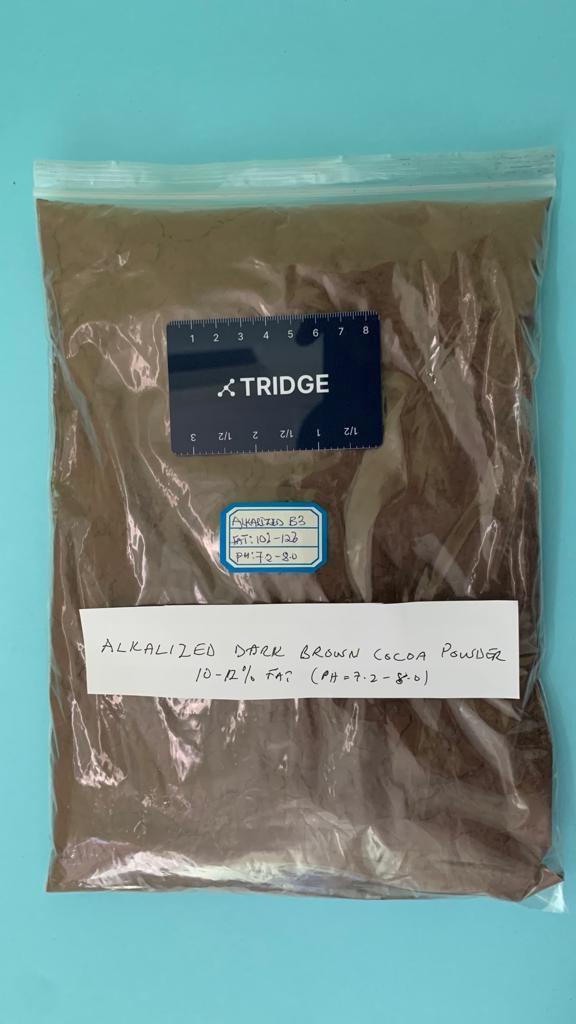 1 2 3 4 5 6 7 8
TRIDGE
3 1/2 2 1/2 1 1/2
ALKALIZED B3
FAT: 10%-12%
PH: 7.2-8.0
ALKALIZED DARK BROWN COCOA POWDER
10-12% FAT (PH = 7.2 - 8.0)